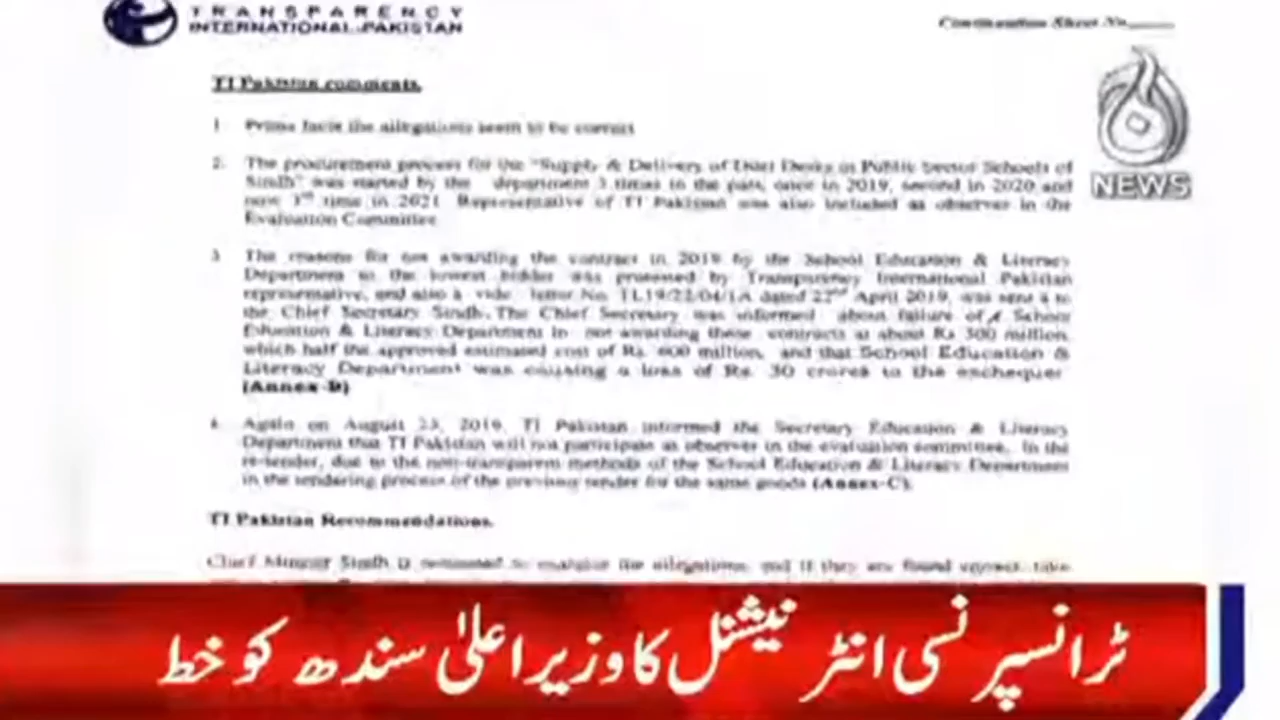 TRANSPARENCY
INTERNATIONAL-PAKISTAN
Continuation Sheet No.
NEWS
TI Pakistan comments.
1. Prima facie the allegations seem to be correct
2. The procurement process for the "Supply & Delivery of Dual Desks in Public Sector Schools of
Sindh" was started by the department 3 times in the past, once in 2019, second in 2020 and
now 3rd time in 2021. Representative of TI Pakistan was also included as observer in the
Evaluation Committee
3. The reasons for not awarding the contract in 2019 by the School Education & Literacy
Department to the lowest bidder was protested by Transparency International Pakistan
representative, and also a vide letter No. TL19/22/04/1A dated 22nd April 2019, was sent to
the Chief Secretary Sindh. The Chief Secretary was informed about failure of School
Education & Literacy Department in not awarding these contracts at about Rs 300 million,
which half the approved estimated cost of Rs. 600 million, and that School Education &
Literacy Department was causing a loss of Rs. 30 crores to the exchequer
(Annex-B)
4. Again on August 23, 2019, TI Pakistan informed the Secretary Education & Literacy
Department that TI Pakistan will not participate as observer in the evaluation committee. In the
re-tender, due to the non-transparent methods of the School Education & Literacy Department
in the tendering process of the previous tender for the same goods (Annex-C).
TI Pakistan Recommendations.
Chief Minister Sindh is requested to examine the allegations, and if they are found correct, take
ٹرانسپرنسی انٹرنیشنل کا وزیراعلیٰ سندھ کو خط